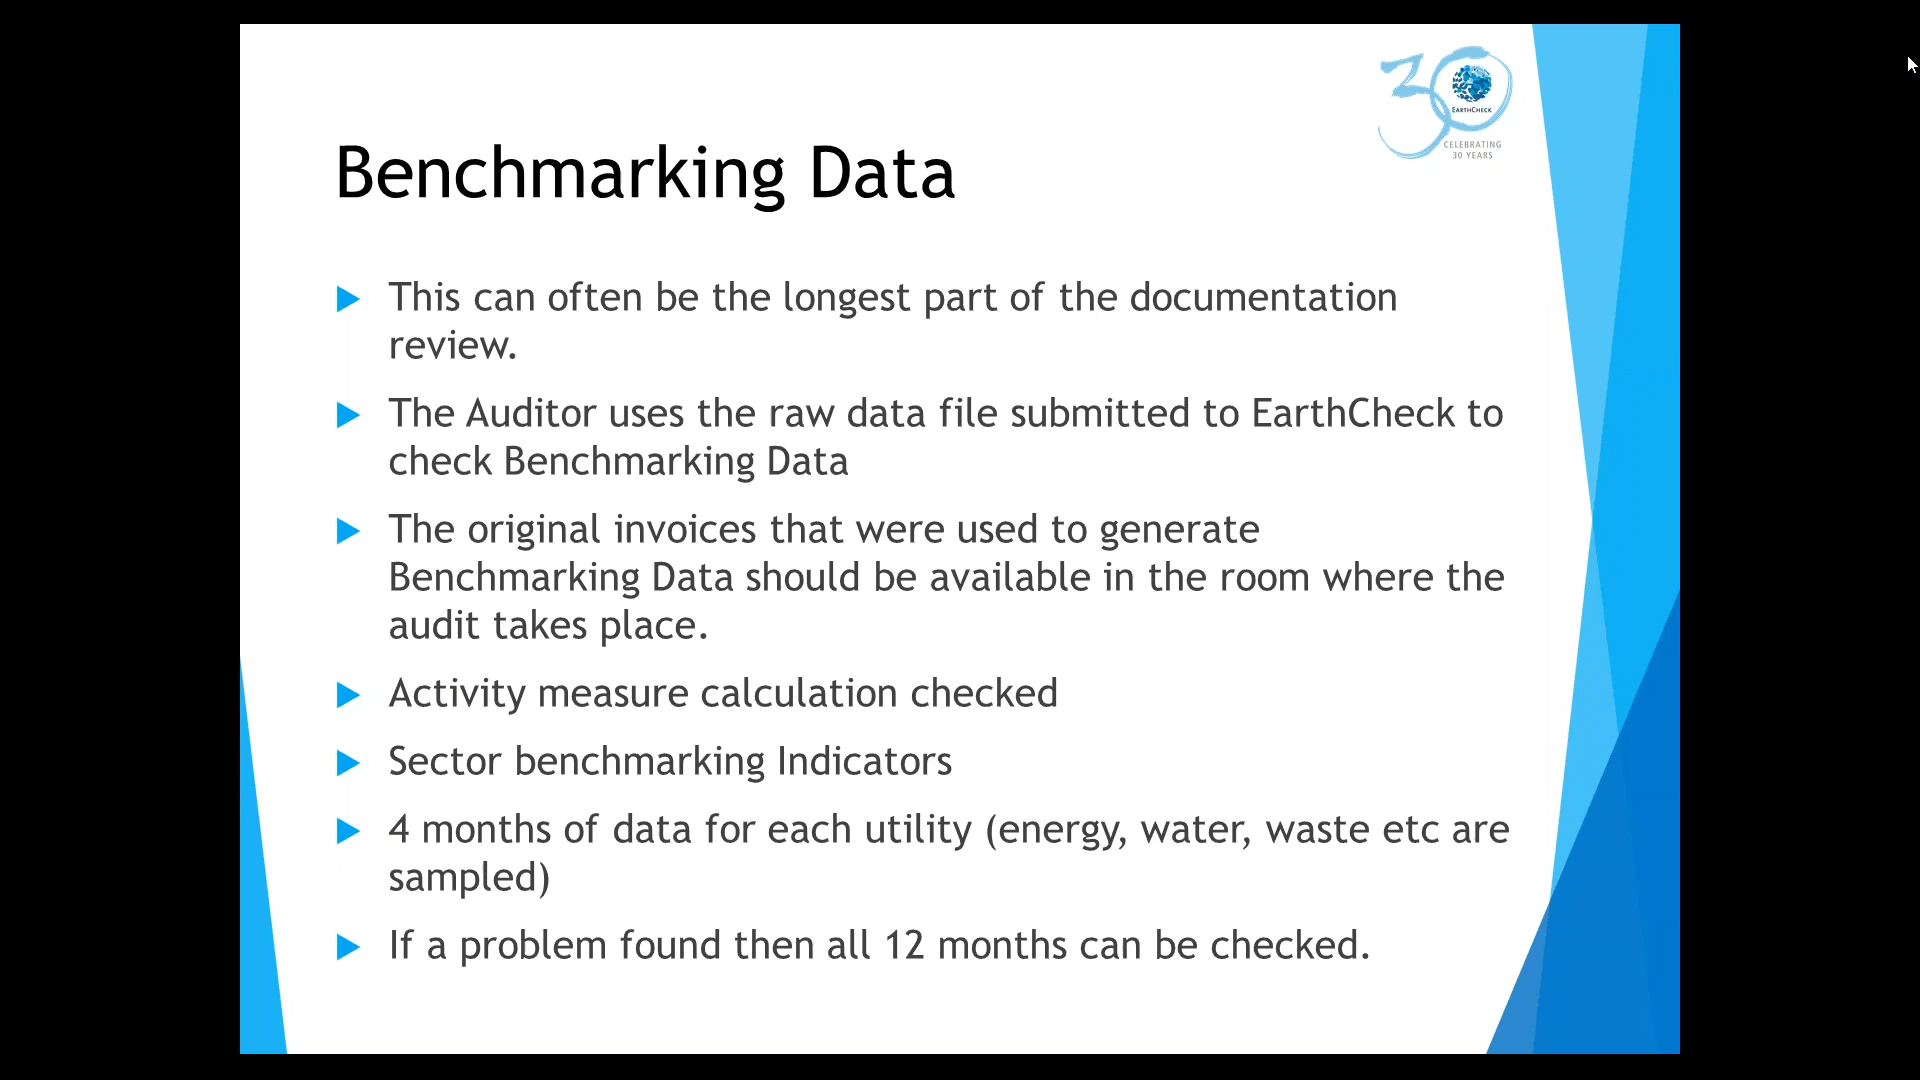 30
EARTHCHECK
CELEBRATING
30 YEARS
Benchmarking Data
This can often be the longest part of the documentation
review.
The Auditor uses the raw data file submitted to EarthCheck to
check Benchmarking Data
The original invoices that were used to generate
Benchmarking Data should be available in the room where the
audit takes place.
Activity measure calculation checked
Sector benchmarking Indicators
4 months of data for each utility (energy, water, waste etc are
sampled)
If a problem found then all 12 months can be checked.